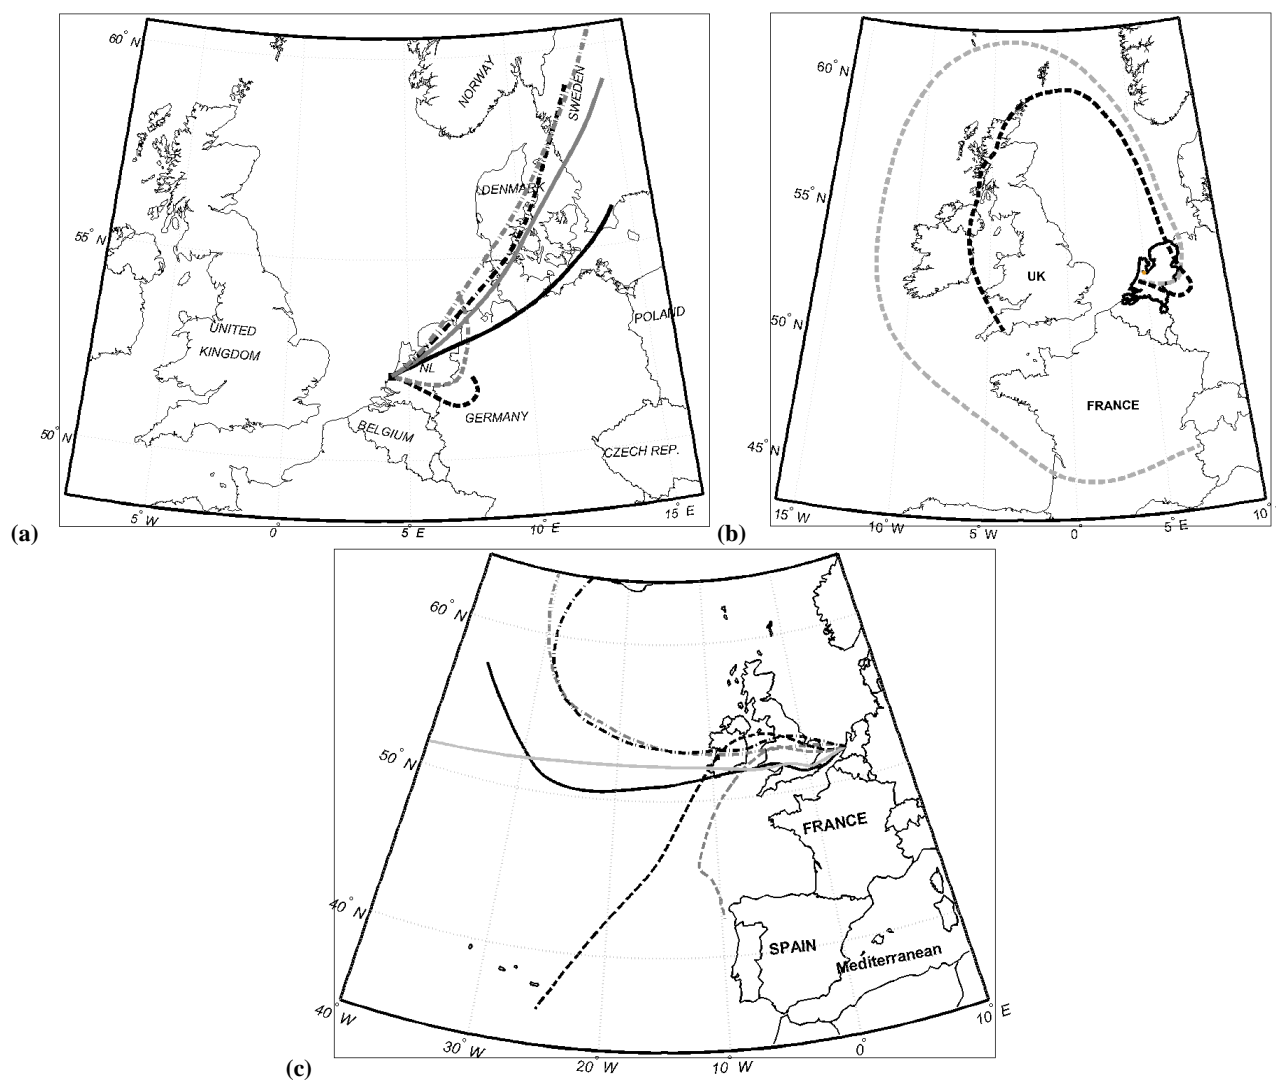 60° N
55° N
50° N
5° W
0°
5° E
10° E
15° E
NORWAY
SWEDEN
DENMARK
UNITED
KINGDOM
NL
POLAND
GERMANY
BELGIUM
CZECH REP.
(a)
60° N
55° N
50° N
45° N
15° W
10° W
5° W
0°
5° E
10°
UK
FRANCE
(b)
60° N
50° N
40° N
40° W
30° W
20° W
10° W
0
10° E
FRANCE
SPAIN
Mediterranean
(c)